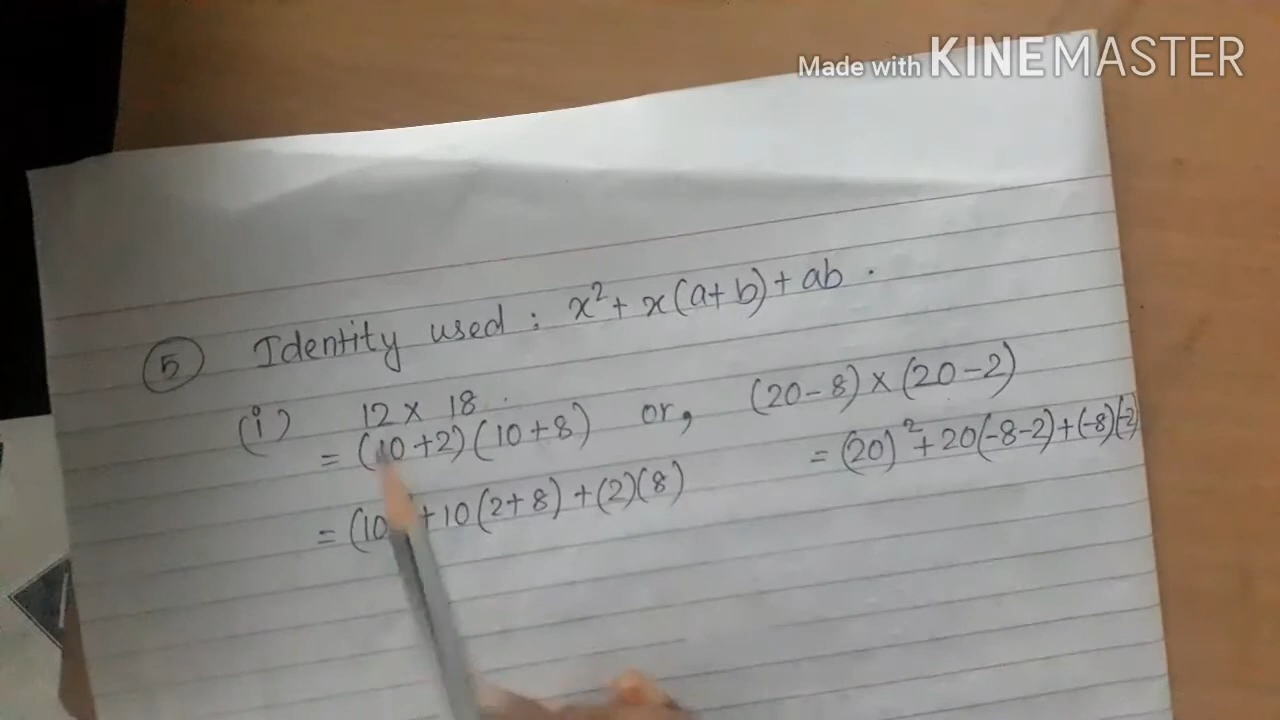 Made with KINEMASTER
5 Identity used : x² + x(a+b) + ab .
(i) 12 × 18 .
= (10+2)(10+8) or, (20-8)×(20-2)
= (10 +10(2+8) +(2)(8) = (20)² + 20(-8-2)+(-8)(-2)